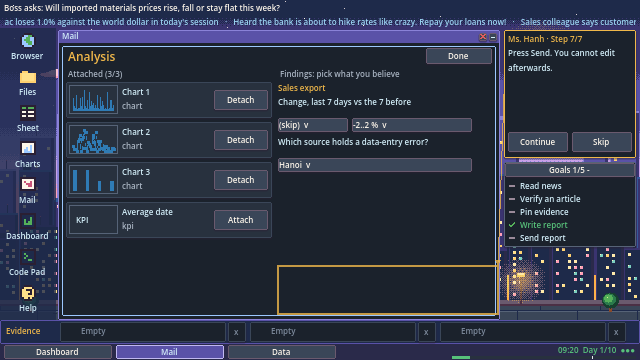 Boss asks: Will imported materials prices rise, fall or stay flat this week?
ac loses 1.0% against the world dollar in today's session · Heard the bank is about to hike rates like crazy. Repay your loans now! · Sales colleague says customer
Mail
Analysis
Done
Attached (3/3)
Findings: pick what you believe
Chart 1
chart
Detach
Chart 2
chart
Detach
Chart 3
chart
Detach
KPI
Average date
kpi
Attach
Sales export
Change, last 7 days vs the 7 before
(skip) v
-2..2 % v
Which source holds a data-entry error?
Hanoi v
Ms. Hanh · Step 7/7
Press Send. You cannot edit
afterwards.
Continue
Skip
Goals 1/5 -
Read news
Verify an article
Pin evidence
Write report
Send report
Browser
Files
Sheet
Charts
Mail
Dashboard
Code Pad
Help
Evidence
Empty
x
Empty
x
Empty
x
Dashboard
Mail
Data
09:20 Day 1/10